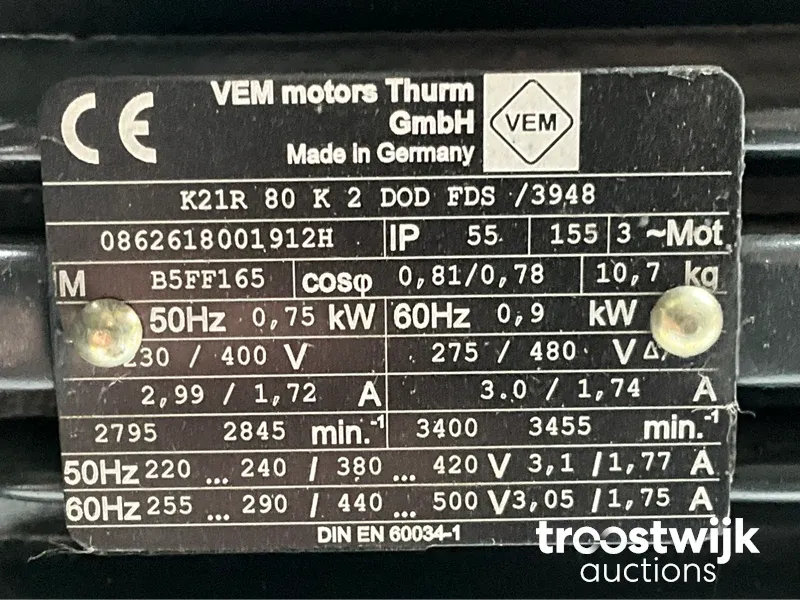 CE
VEM motors Thurm
GmbH
Made in Germany
VEM
K21R 80 K 2 DOD FDS /3948
0862618001912H IP 55 155 3 ~Mot.
M B5FF165 cosφ 0,81/0,78 10,7 kg
50Hz 0,75 kW 60Hz 0,9 kW
230 / 400 V 275 / 480 V Δ/
2,99 / 1,72 A 3.0 / 1,74 A
2795 2845 min.-1 3400 3455 min.-1
50Hz 220 ... 240 / 380 ... 420 V 3,1 / 1,77 A
60Hz 255 ... 290 / 440 ... 500 V 3,05 / 1,75 A
DIN EN 60034-1
troostwijk
auctions